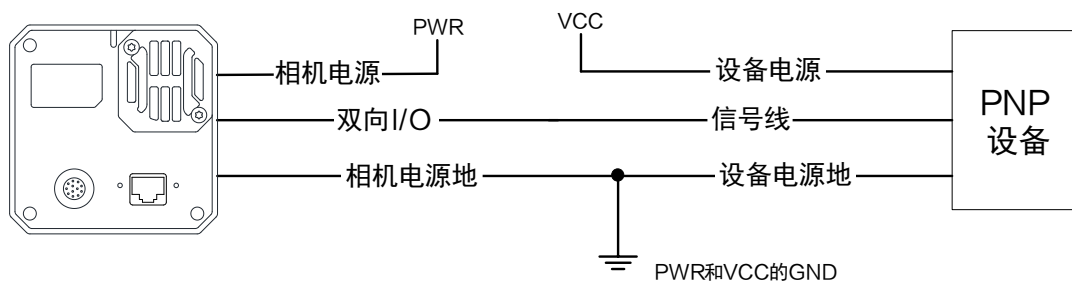 PWR
VCC
相机电源
设备电源
双向I/O
信号线
PNP
设备
相机电源地
设备电源地
PWR和VCC的GND